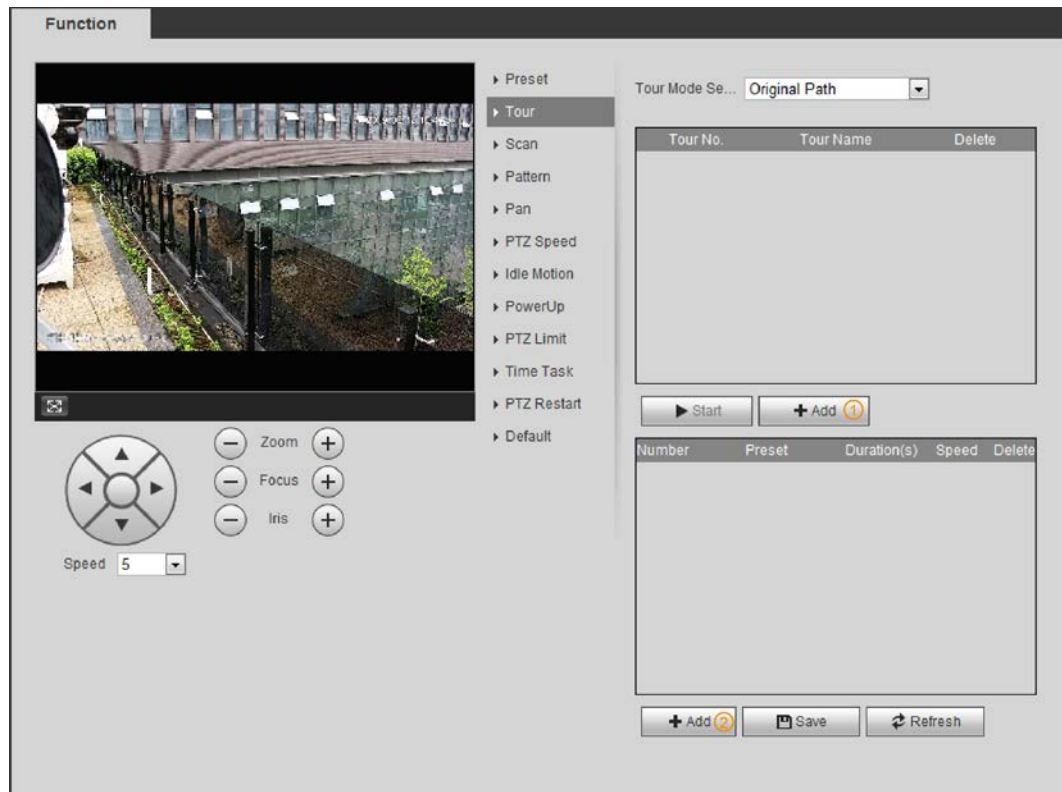 Function
Preset
Tour
Scan
Pattern
Pan
PTZ Speed
Idle Motion
PowerUp
PTZ Limit
Time Task
PTZ Restart
Default
Zoom
Focus
Iris
Speed 5
Tour Mode Se... Original Path
Tour No. Tour Name Delete
Start
Add 1
Number Preset Duration(s) Speed Delete
Add 2
Save
Refresh